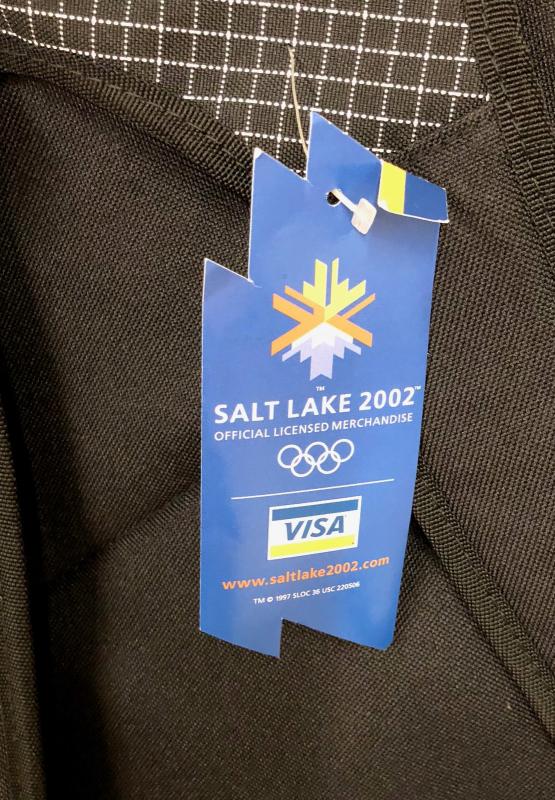 TM
SALT LAKE 2002™
OFFICIAL LICENSED MERCHANDISE
VISA
www.saltlake2002.com
TM © 1997 SLOC 36 USC 220506